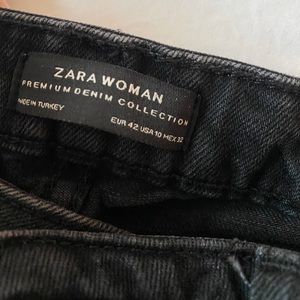 ZARA WOMAN
PREMIUM DENIM COLLECTION
MADE IN TURKEY
EUR 42 USA 10 MEX 32